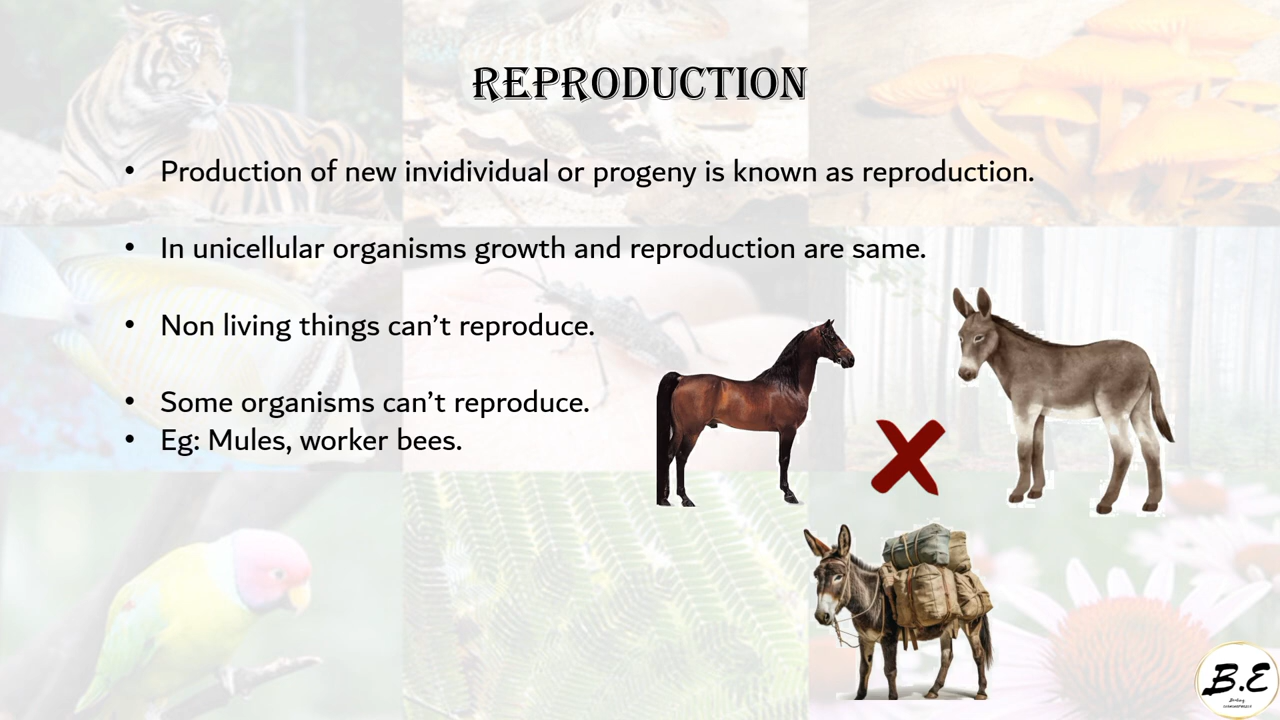 REPRODUCTION
• Production of new invidividual or progeny is known as reproduction.
• In unicellular organisms growth and reproduction are same.
• Non living things can't reproduce.
• Some organisms can't reproduce.
• Eg: Mules, worker bees.
B.E